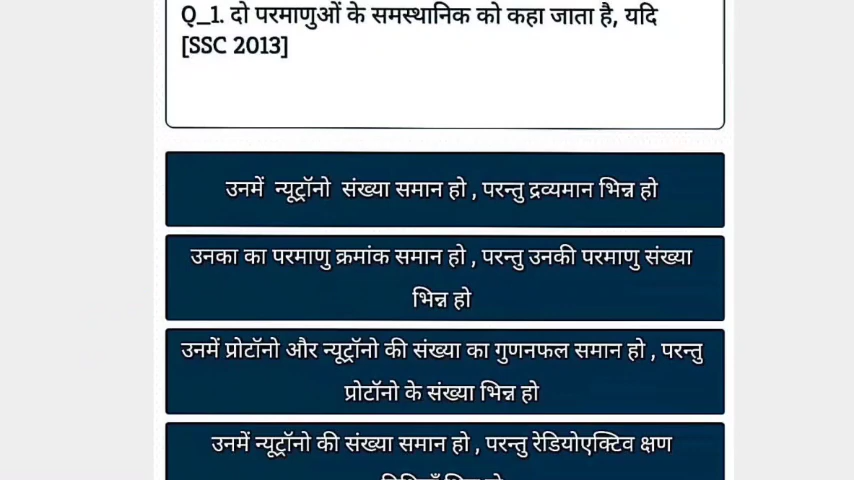 Q_1. दो परमाणुओं के समस्थानिक को कहा जाता है, यदि
[SSC 2013]
उनमें न्यूट्रॉनो संख्या समान हो , परन्तु द्रव्यमान भिन्न हो
उनका का परमाणु क्रमांक समान हो , परन्तु उनकी परमाणु संख्या
भिन्न हो
उनमें प्रोटॉनो और न्यूट्रॉनो की संख्या का गुणनफल समान हो , परन्तु
प्रोटॉनो के संख्या भिन्न हो
उनमें न्यूट्रॉनो की संख्या समान हो , परन्तु रेडियोएक्टिव क्षण